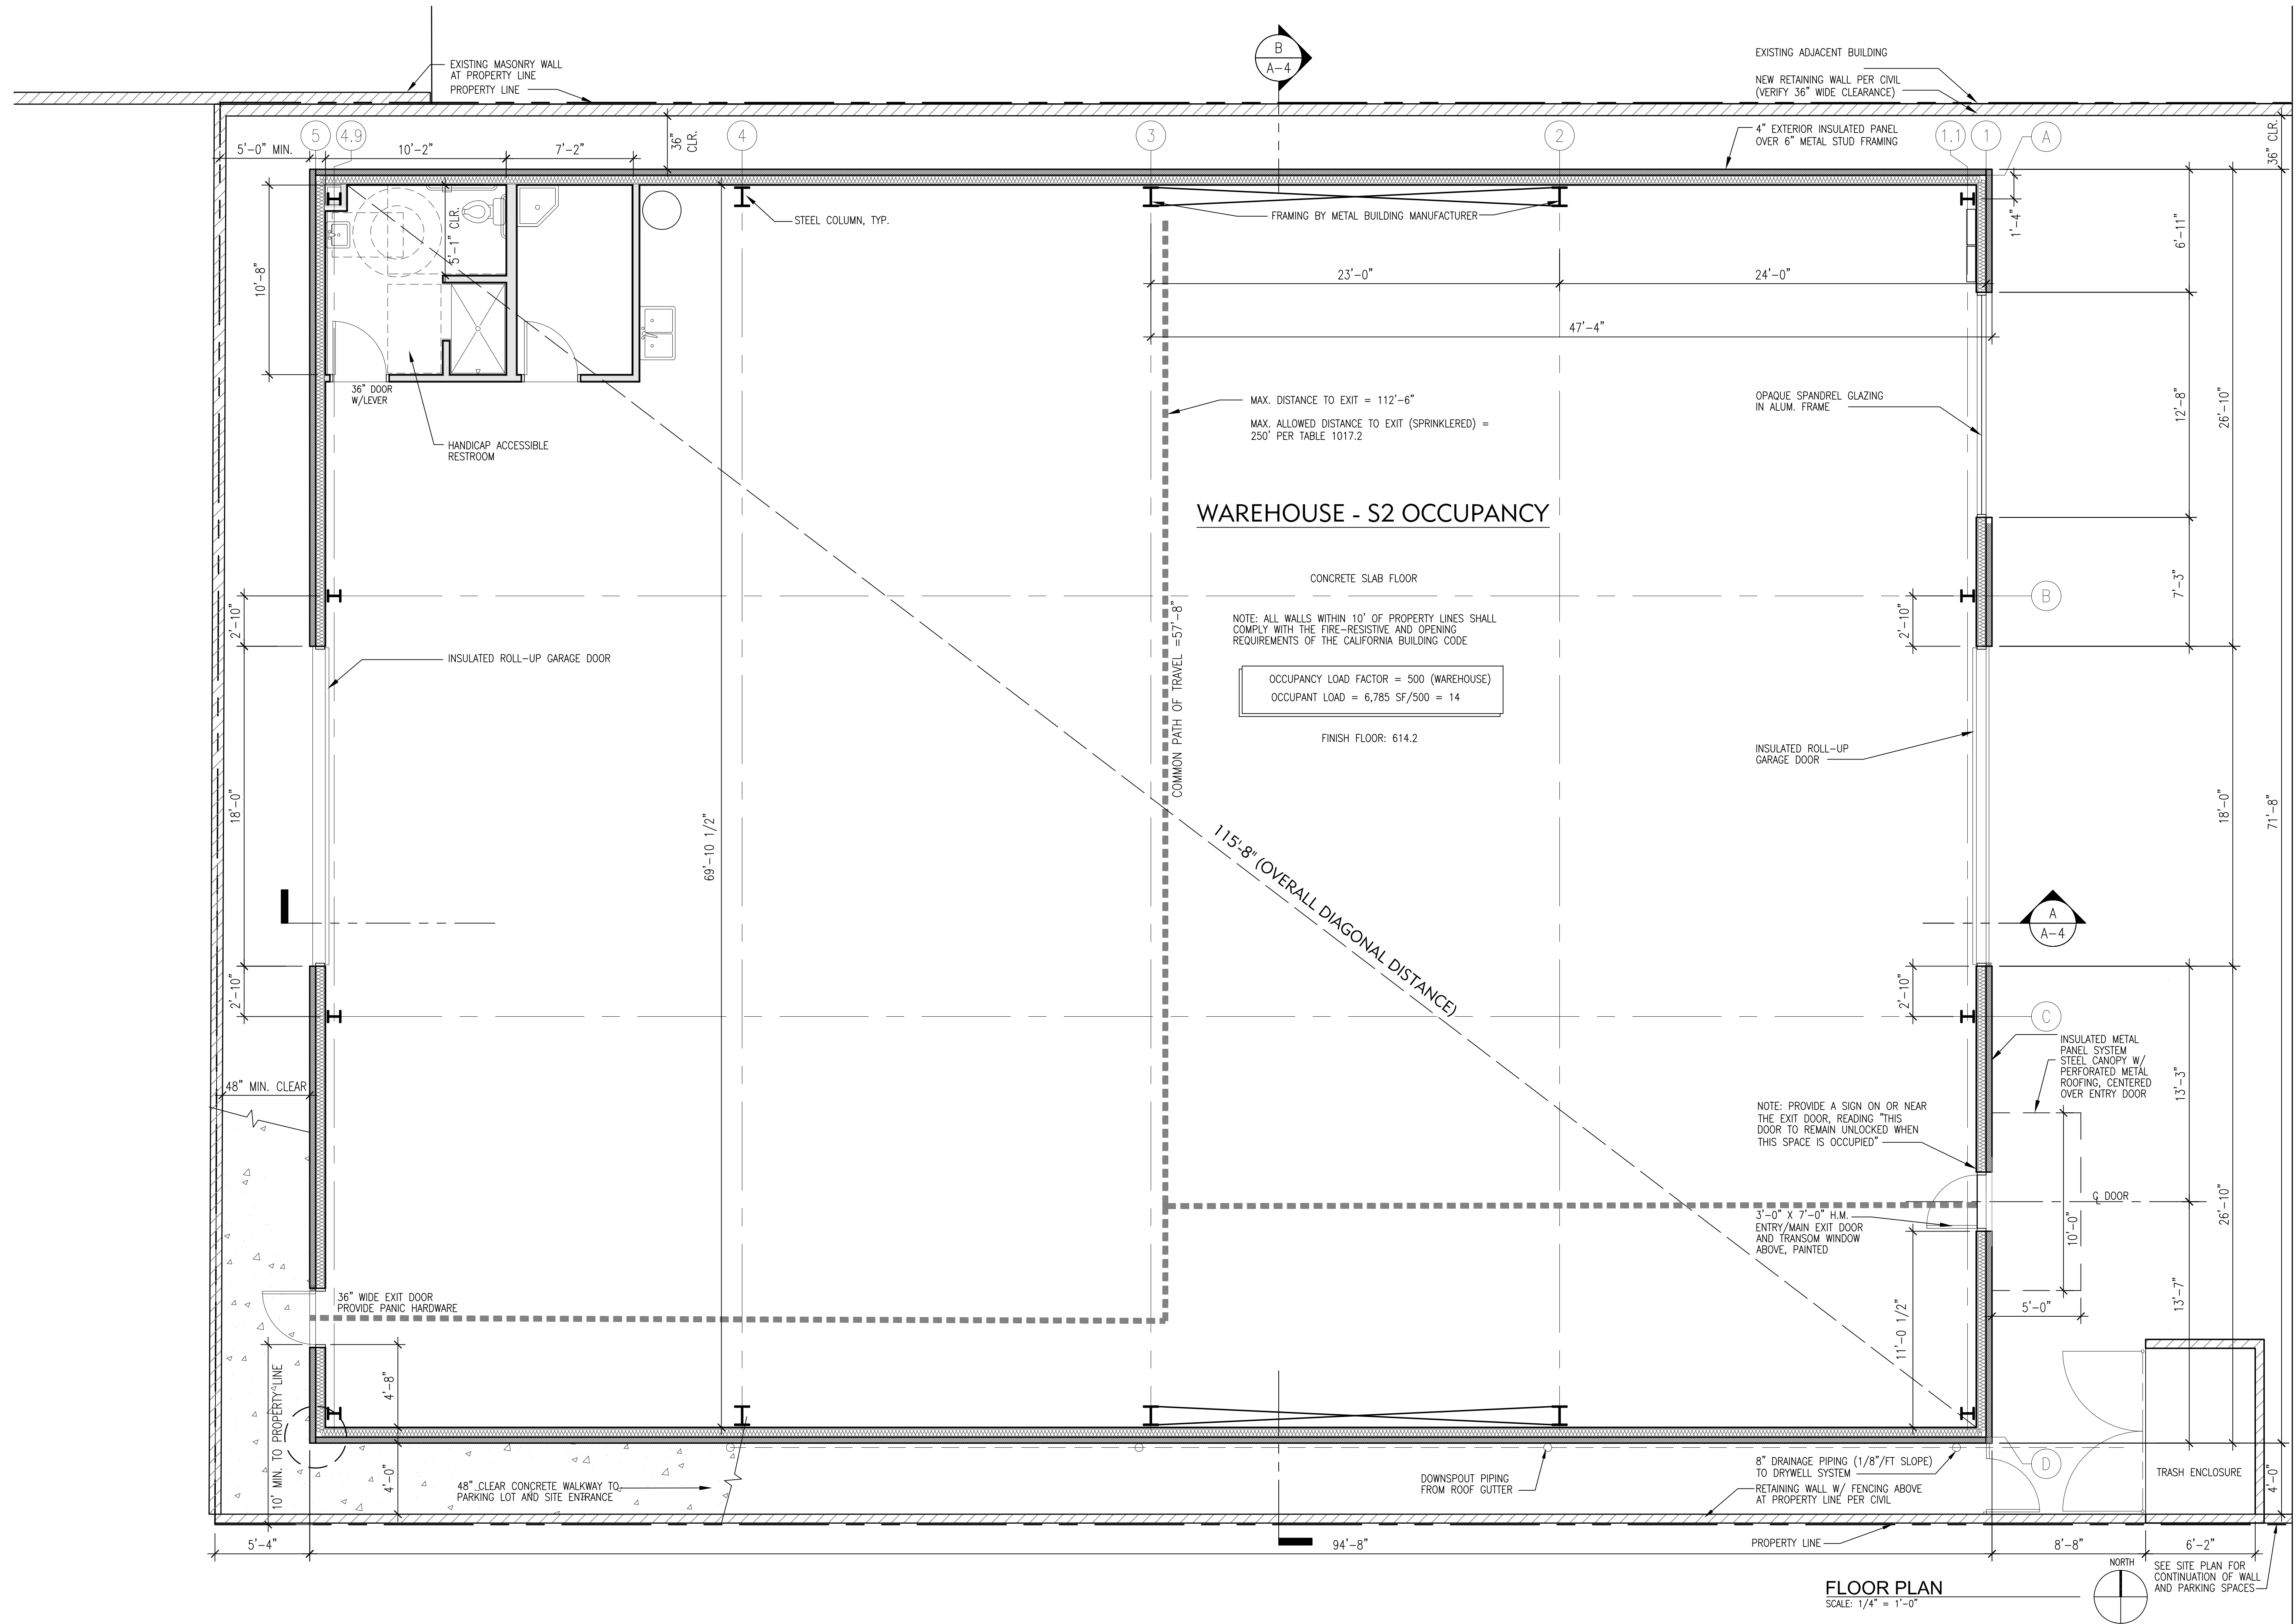 B
A-4
EXISTING MASONRY WALL
AT PROPERTY LINE
PROPERTY LINE
EXISTING ADJACENT BUILDING
NEW RETAINING WALL PER CIVIL
(VERIFY 36" WIDE CLEARANCE)
4" EXTERIOR INSULATED PANEL
OVER 6" METAL STUD FRAMING
5
4.9
4
3
2
1.1
1
A
36" CLR.
36"
CLR.
5'-0" MIN.
10'-2"
7'-2"
5'-1" CLR.
10'-8"
STEEL COLUMN, TYP.
FRAMING BY METAL BUILDING MANUFACTURER
1'-4"
6'-11"
23'-0"
24'-0"
47'-4"
36" DOOR
W/LEVER
HANDICAP ACCESSIBLE
RESTROOM
MAX. DISTANCE TO EXIT = 112'-6"
MAX. ALLOWED DISTANCE TO EXIT (SPRINKLERED) =
250' PER TABLE 1017.2
OPAQUE SPANDREL GLAZING
IN ALUM. FRAME
12'-8"
26'-10"
WAREHOUSE - S2 OCCUPANCY
CONCRETE SLAB FLOOR
NOTE: ALL WALLS WITHIN 10' OF PROPERTY LINES SHALL
COMPLY WITH THE FIRE-RESISTIVE AND OPENING
REQUIREMENTS OF THE CALIFORNIA BUILDING CODE
OCCUPANCY LOAD FACTOR = 500 (WAREHOUSE)
OCCUPANT LOAD = 6,785 SF/500 = 14
FINISH FLOOR: 614.2
COMMON PATH OF TRAVEL =57'-8"
7'-3"
B
2'-10"
2'-10"
INSULATED ROLL-UP GARAGE DOOR
INSULATED ROLL-UP
GARAGE DOOR
18'-0"
69'-10 1/2"
18'-0"
71'-8"
115'-8" (OVERALL DIAGONAL DISTANCE)
A
A-4
2'-10"
2'-10"
C
INSULATED METAL
PANEL SYSTEM
STEEL CANOPY W/
PERFORATED METAL
ROOFING, CENTERED
OVER ENTRY DOOR
13'-3"
48" MIN. CLEAR
NOTE: PROVIDE A SIGN ON OR NEAR
THE EXIT DOOR, READING "THIS
DOOR TO REMAIN UNLOCKED WHEN
THIS SPACE IS OCCUPIED"
DOOR
3'-0" X 7'-0" H.M.
ENTRY/MAIN EXIT DOOR
AND TRANSOM WINDOW
ABOVE, PAINTED
10'-0"
26'-10"
5'-0"
13'-7"
11'-0 1/2"
36" WIDE EXIT DOOR
PROVIDE PANIC HARDWARE
4'-8"
10' MIN. TO PROPERTY LINE
4'-0"
48" CLEAR CONCRETE WALKWAY TO
PARKING LOT AND SITE ENTRANCE
DOWNSPOUT PIPING
FROM ROOF GUTTER
8" DRAINAGE PIPING (1/8"/FT SLOPE)
TO DRYWELL SYSTEM
RETAINING WALL W/ FENCING ABOVE
AT PROPERTY LINE PER CIVIL
D
TRASH ENCLOSURE
4'-0"
5'-4"
94'-8"
PROPERTY LINE
8'-8"
6'-2"
NORTH
SEE SITE PLAN FOR
CONTINUATION OF WALL
AND PARKING SPACES
FLOOR PLAN
SCALE: 1/4" = 1'-0"